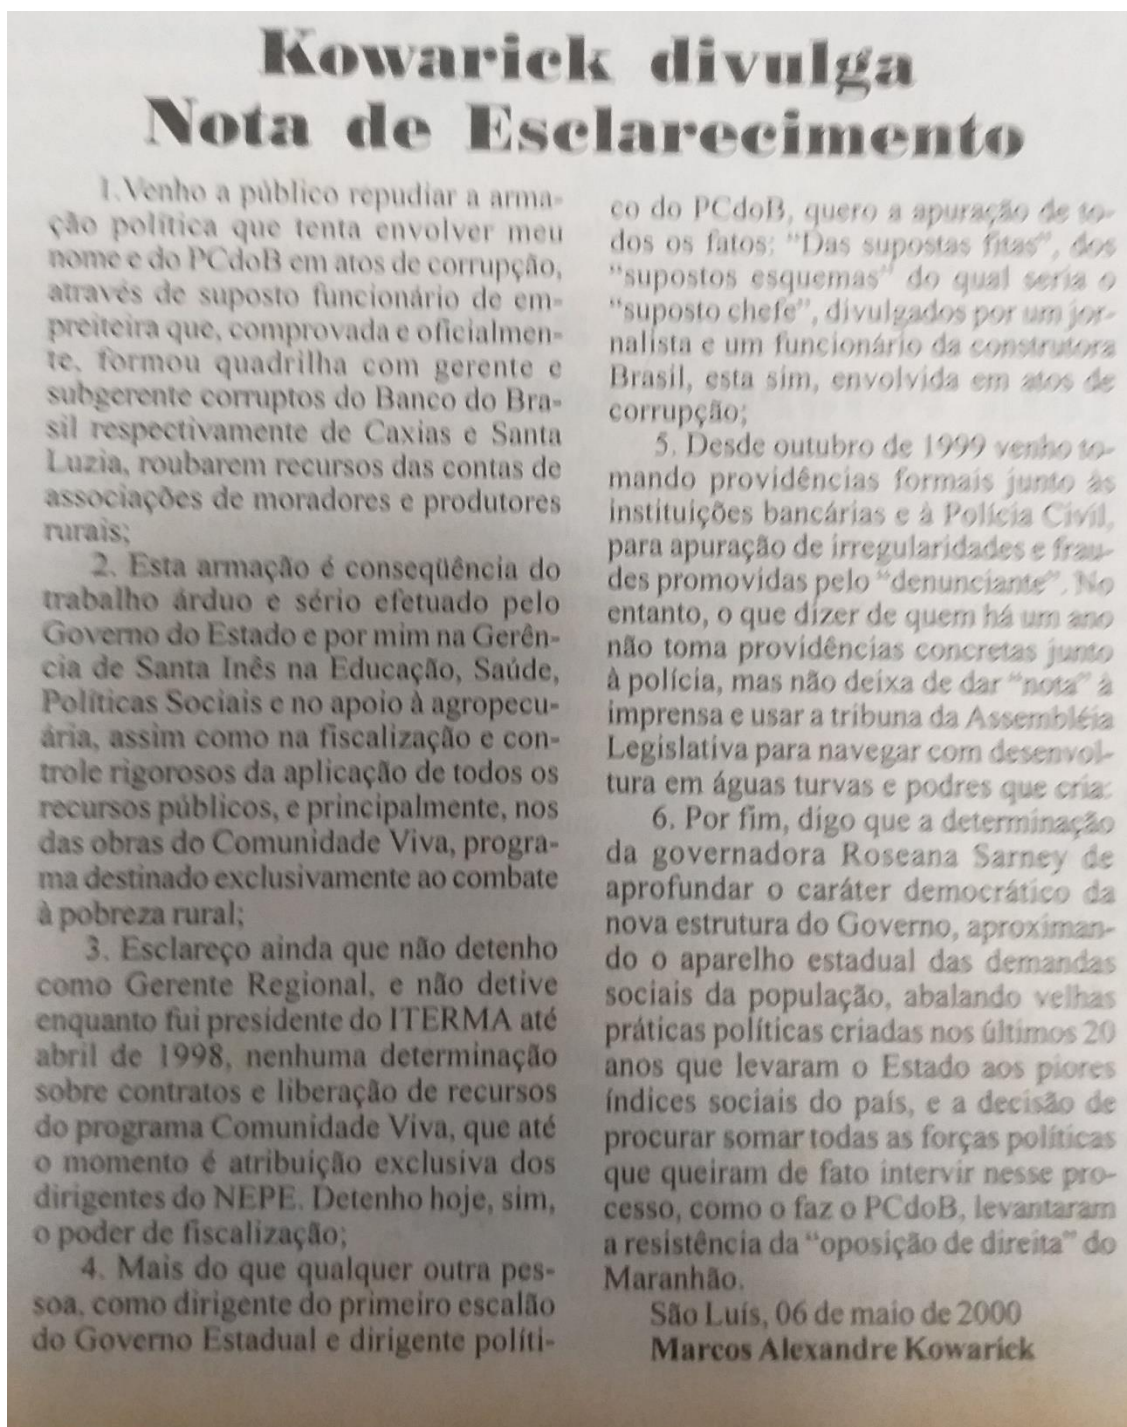 Kowarick divulga
Nota de Esclarecimento
1.Venho a público repudiar a arma-
ção política que tenta envolver meu
nome e do PCdoB em atos de corrupção,
através de suposto funcionário de em-
preiteira que, comprovada e oficialmen-
te, formou quadrilha com gerente e
subgerente corruptos do Banco do Bra-
sil respectivamente de Caxias e Santa
Luzia, roubarem recursos das contas de
associações de moradores e produtores
rurais;
2. Esta armação é conseqüência do
trabalho árduo e sério efetuado pelo
Governo do Estado e por mim na Gerên-
cia de Santa Inês na Educação, Saúde,
Políticas Sociais e no apoio à agropecu-
ária, assim como na fiscalização e con-
trole rigorosos da aplicação de todos os
recursos públicos, e principalmente, nos
das obras do Comunidade Viva, progra-
ma destinado exclusivamente ao combate
à pobreza rural;
3. Esclareço ainda que não detenho
como Gerente Regional, e não detive
enquanto fui presidente do ITERMA até
abril de 1998, nenhuma determinação
sobre contratos e liberação de recursos
do programa Comunidade Viva, que até
o momento é atribuição exclusiva dos
dirigentes do NEPE. Detenho hoje, sim,
o poder de fiscalização;
4. Mais do que qualquer outra pes-
soa, como dirigente do primeiro escalão
do Governo Estadual e dirigente políti-
co do PCdoB, quero a apuração de to-
dos os fatos: "Das supostas fitas", dos
"supostos esquemas" do qual seria o
"suposto chefe", divulgados por um jor-
nalista e um funcionário da construtora
Brasil, esta sim, envolvida em atos de
corrupção;
5. Desde outubro de 1999 venho to-
mando providências formais junto às
instituições bancárias e à Polícia Civil,
para apuração de irregularidades e frau-
des promovidas pelo "denunciante". No
entanto, o que dizer de quem há um ano
não toma providências concretas junto
à polícia, mas não deixa de dar "nota" à
imprensa e usar a tribuna da Assembléia
Legislativa para navegar com desenvol-
tura em águas turvas e podres que cria:
6. Por fim, digo que a determinação
da governadora Roseana Sarney de
aprofundar o caráter democrático da
nova estrutura do Governo, aproximan-
do o aparelho estadual das demandas
sociais da população, abalando velhas
práticas políticas criadas nos últimos 20
anos que levaram o Estado aos piores
índices sociais do país, e a decisão de
procurar somar todas as forças políticas
que queiram de fato intervir nesse pro-
cesso, como o faz o PCdoB, levantaram
a resistência da "oposição de direita" do
Maranhão.
São Luís, 06 de maio de 2000
Marcos Alexandre Kowarick